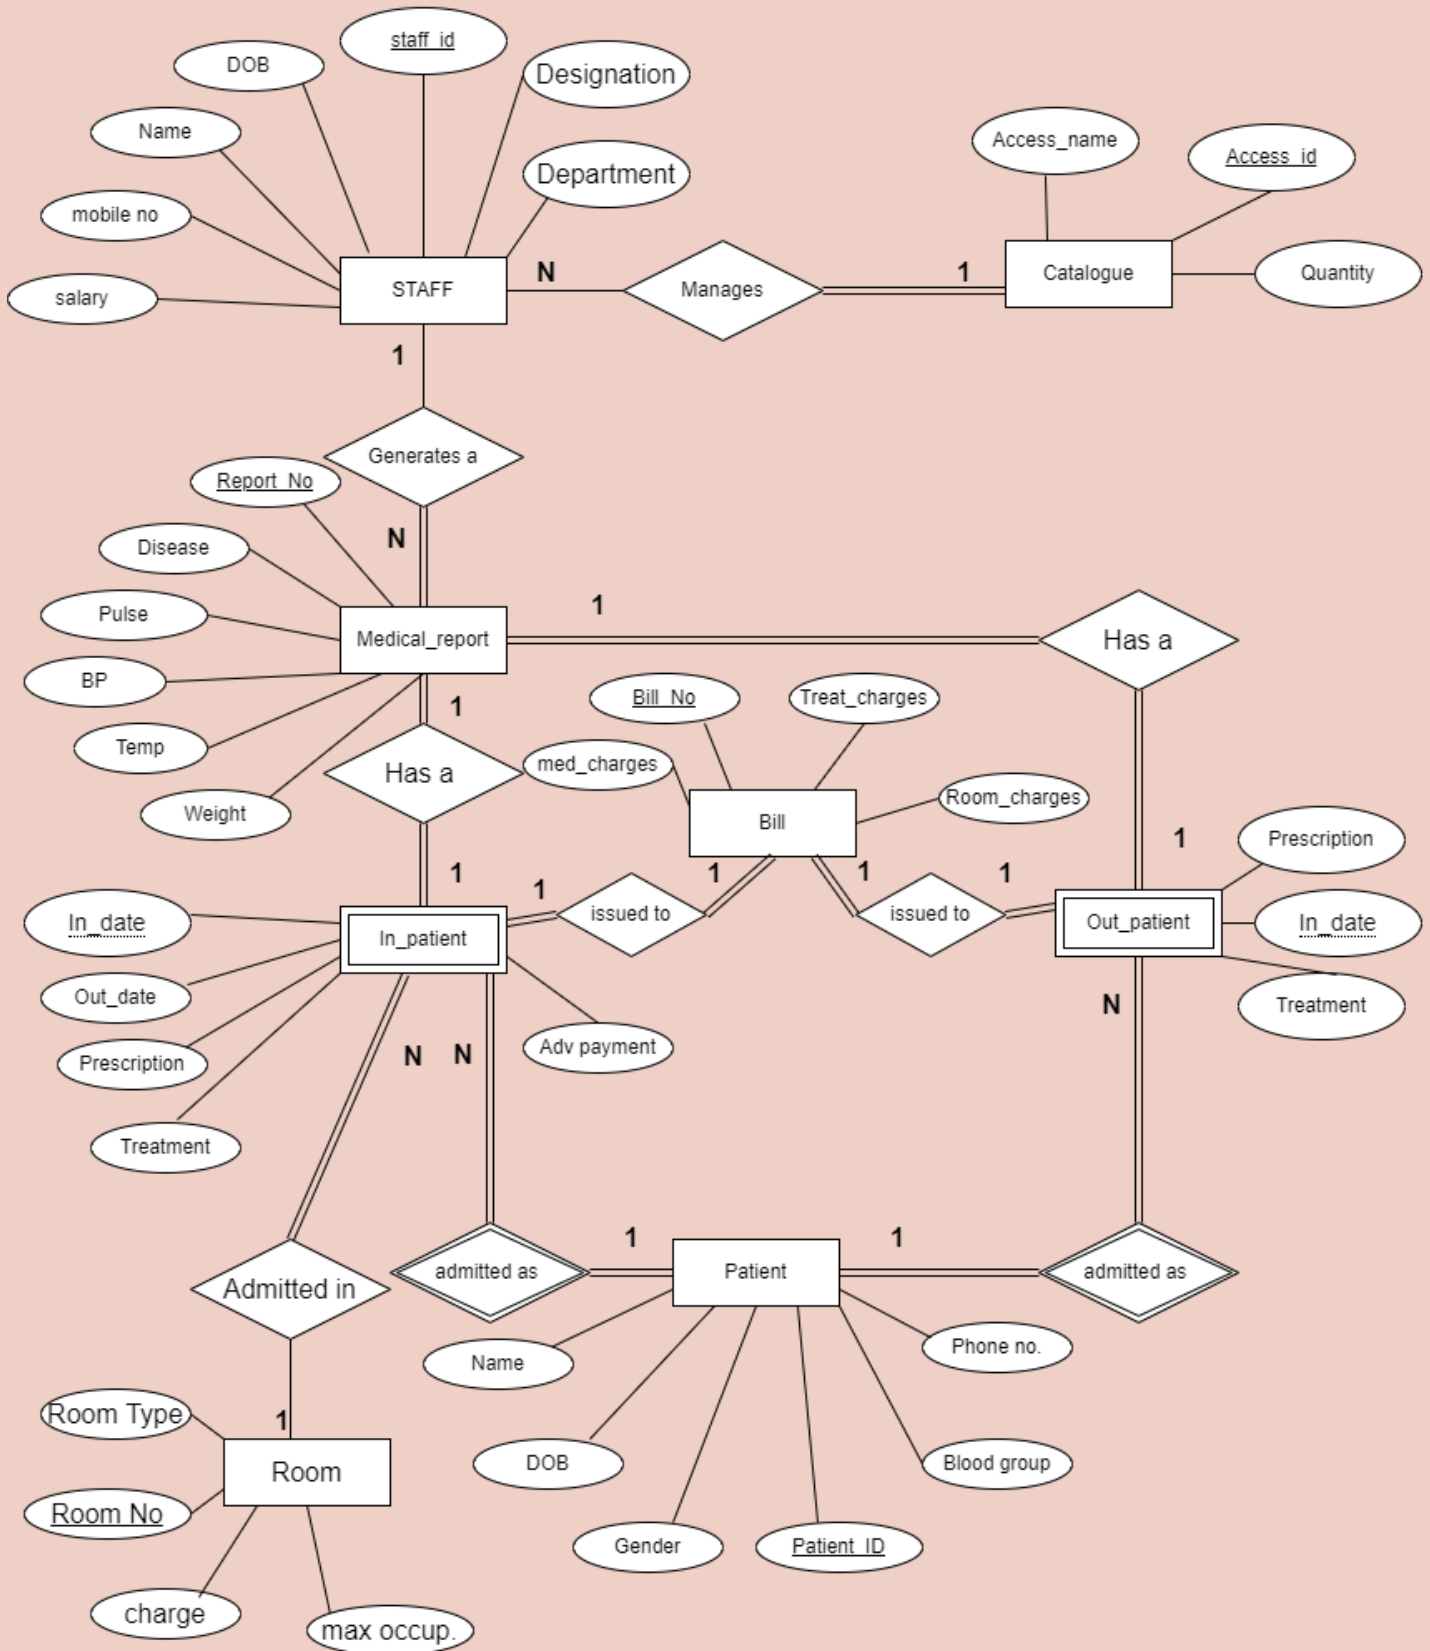 staff_id
DOB
Designation
Name
Department
mobile no
salary
STAFF
N
Manages
1
Catalogue
Access_name
Access_id
Quantity
1
Generates a
N
Report_No
Disease
Pulse
BP
Temp
Weight
Medical_report
1
Has a
1
Has a
1
1
Bill_No
Treat_charges
med_charges
Room_charges
Bill
1
issued to
1
1
issued to
1
In_patient
In_date
Out_date
Prescription
Treatment
Adv payment
Out_patient
Prescription
In_date
Treatment
N
N
N
Admitted in
admitted as
1
Patient
1
admitted as
Name
DOB
Gender
Patient_ID
Blood group
Phone no.
1
Room Type
Room
Room No
charge
max occup.